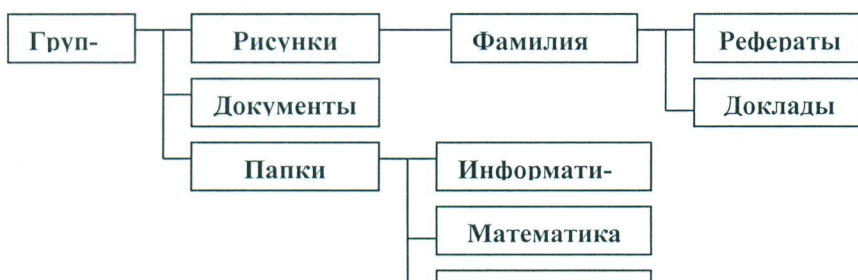 Груп-
Рисунки
Фамилия
Рефераты
Документы
Доклады
Папки
Информати-
Математика